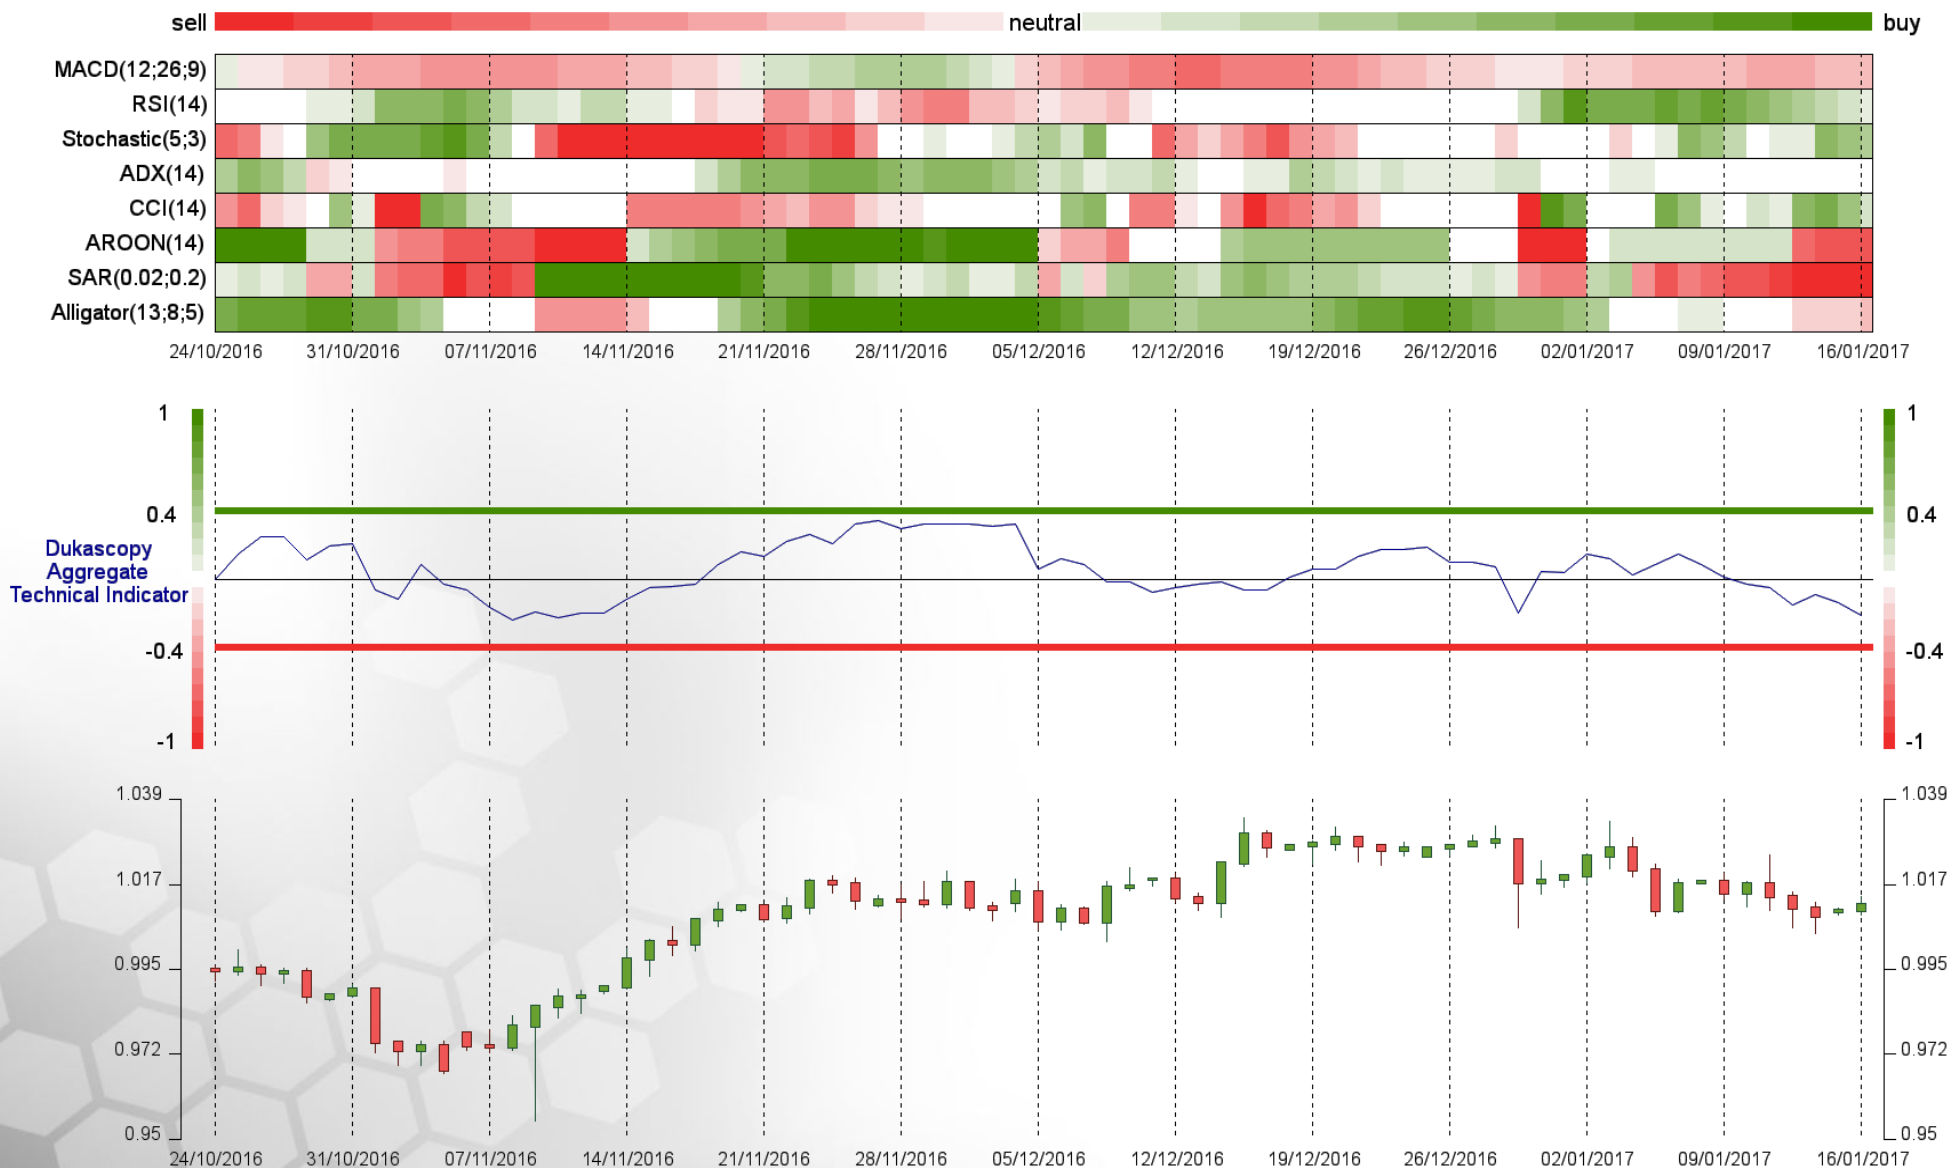 sell neutral buy
MACD(12;26;9)
RSI(14)
Stochastic(5;3)
ADX(14)
CCI(14)
AROON(14)
SAR(0.02;0.2)
Alligator(13;8;5)
24/10/2016 31/10/2016 07/11/2016 14/11/2016 21/11/2016 28/11/2016 05/12/2016 12/12/2016 19/12/2016 26/12/2016 02/01/2017 09/01/2017 16/01/2017
1 1
0.4 0.4
Dukascopy
Aggregate
Technical Indicator
-0.4 -0.4
-1 -1
1.039 1.039
1.017 1.017
0.995 0.995
0.972 0.972
0.95 0.95
24/10/2016 31/10/2016 07/11/2016 14/11/2016 21/11/2016 28/11/2016 05/12/2016 12/12/2016 19/12/2016 26/12/2016 02/01/2017 09/01/2017 16/01/2017